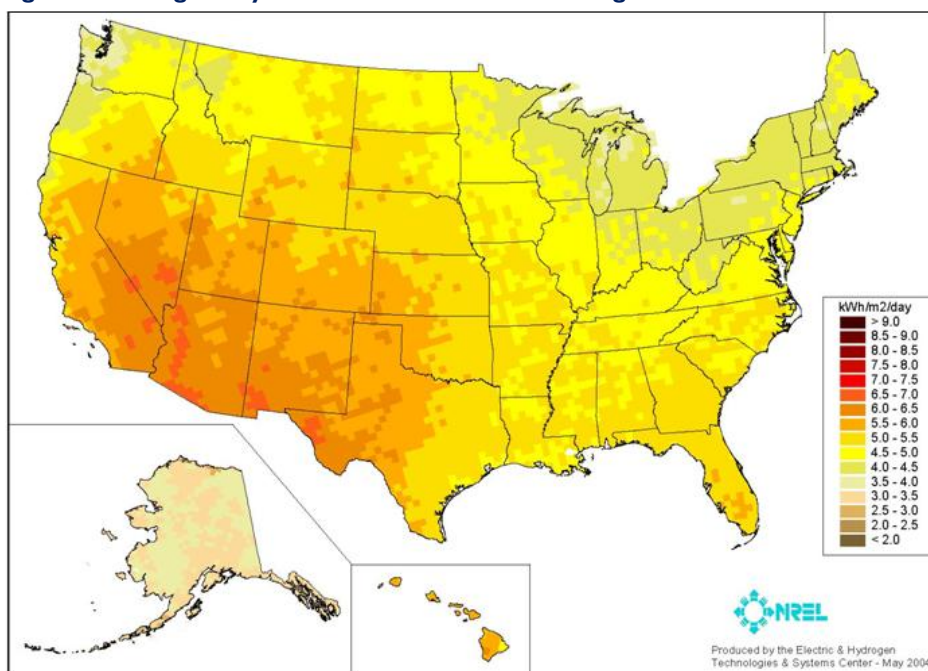 kWh/m2/day
> 9.0
8.5 - 9.0
8.0 - 8.5
7.5 - 8.0
7.0 - 7.5
6.5 - 7.0
6.0 - 6.5
5.5 - 6.0
5.0 - 5.5
4.5 - 5.0
4.0 - 4.5
3.5 - 4.0
3.0 - 3.5
2.5 - 3.0
2.0 - 2.5
< 2.0
NREL
Produced by the Electric & Hydrogen
Technologies & Systems Center - May 2004